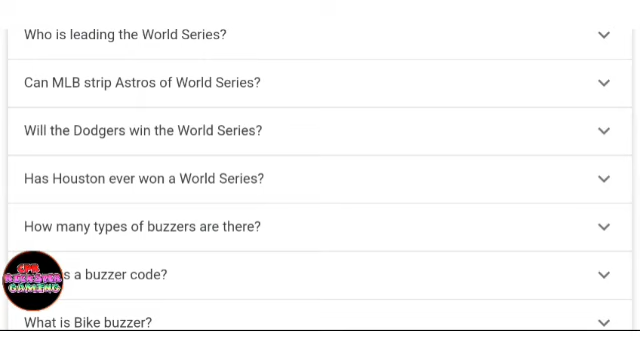 Who is leading the World Series?
Can MLB strip Astros of World Series?
Will the Dodgers win the World Series?
Has Houston ever won a World Series?
How many types of buzzers are there?
s a buzzer code?
What is Bike buzzer?
GAMING